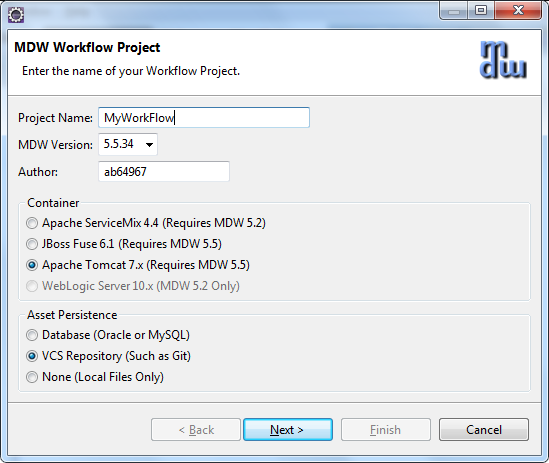 MDW Workflow Project
Enter the name of your Workflow Project.
mdw
Project Name: MyWorkFlow
MDW Version: 5.5.34
Author: ab64967
Container
Apache ServiceMix 4.4 (Requires MDW 5.2)
JBoss Fuse 6.1 (Requires MDW 5.5)
Apache Tomcat 7.x (Requires MDW 5.5)
WebLogic Server 10.x (MDW 5.2 Only)
Asset Persistence
Database (Oracle or MySQL)
VCS Repository (Such as Git)
None (Local Files Only)
< Back Next > Finish Cancel